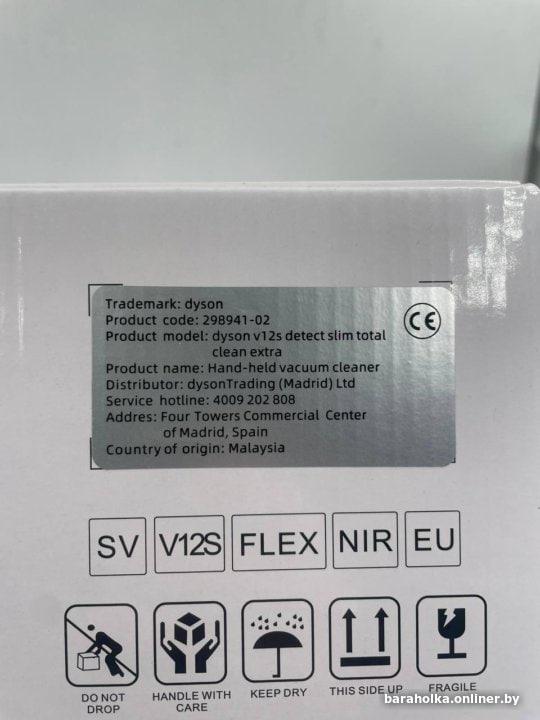 Trademark: dyson
Product code: 298941-02
Product model: dyson v12s detect slim total
clean extra
Product name: Hand-held vacuum cleaner
Distributor: dysonTrading (Madrid) Ltd
Service hotline: 4009 202 808
Addres: Four Towers Commercial Center
of Madrid, Spain
Country of origin: Malaysia
CE
SV V12S FLEX NIR EU
DO NOT DROP
HANDLE WITH CARE
KEEP DRY
THIS SIDE UP
FRAGILE
baraholka.onliner.by